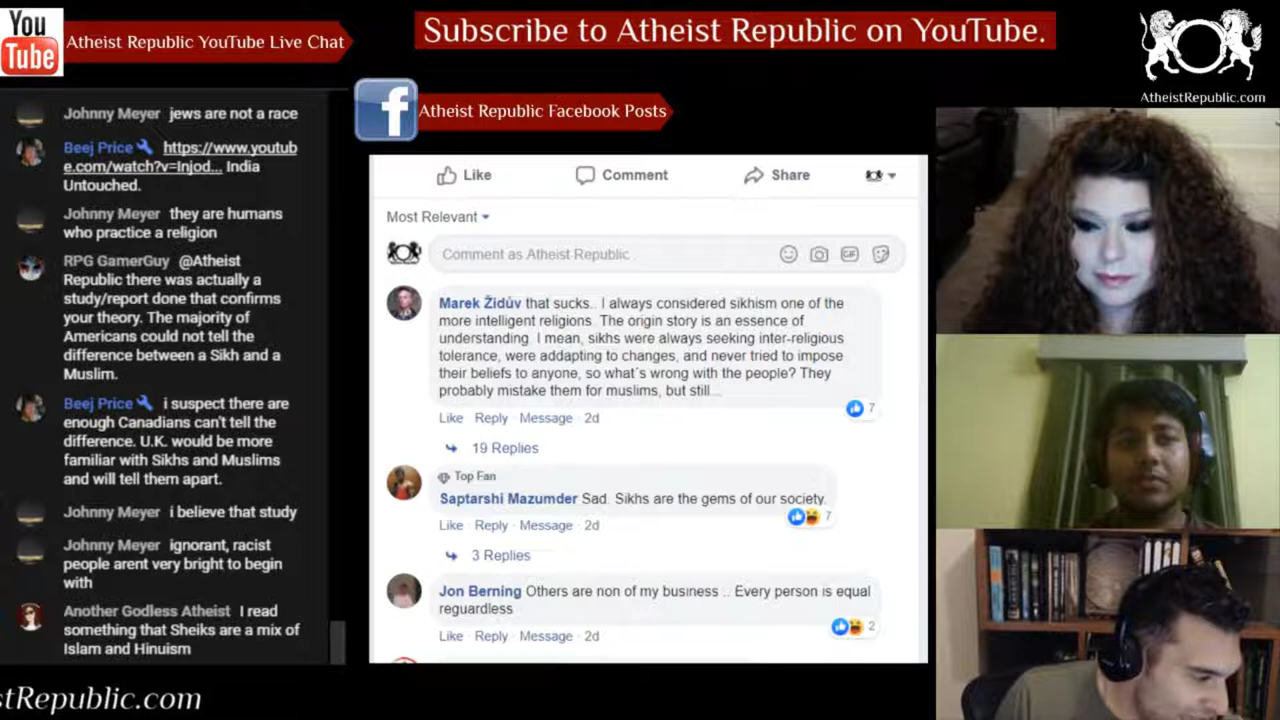 You
Tube
Atheist Republic YouTube Live Chat
Subscribe to Atheist Republic on YouTube.
AtheistRepublic.com
Atheist Republic Facebook Posts
Johnny Meyer jews are not a race
Beej Price https://www.youtub
e.com/watch?v=Injod... India
Untouched.
Johnny Meyer they are humans
who practice a religion
RPG GamerGuy @Atheist
Republic there was actually a
study/report done that confirms
your theory. The majority of
Americans could not tell the
difference between a Sikh and a
Muslim.
Beej Price i suspect there are
enough Canadians can't tell the
difference. U.K. would be more
familiar with Sikhs and Muslims
and will tell them apart.
Johnny Meyer i believe that study
Johnny Meyer ignorant, racist
people arent very bright to begin
with
Another Godless Atheist I read
something that Sheiks are a mix of
Islam and Hinuism
Like Comment Share
Most Relevant
Comment as Atheist Republic
GIF
Marek Židúv that sucks.. I always considered sikhism one of the
more intelligent religions. The origin story is an essence of
understanding. I mean, sikhs were always seeking inter-religious
tolerance, were addapting to changes, and never tried to impose
their beliefs to anyone, so what´s wrong with the people? They
probably mistake them for muslims, but still...
7
Like Reply Message 2d
19 Replies
Top Fan
Saptarshi Mazumder Sad. Sikhs are the gems of our society.
7
Like Reply Message 2d
3 Replies
Jon Berning Others are non of my business .. Every person is equal
reguardless
2
Like Reply Message 2d
stRepublic.com